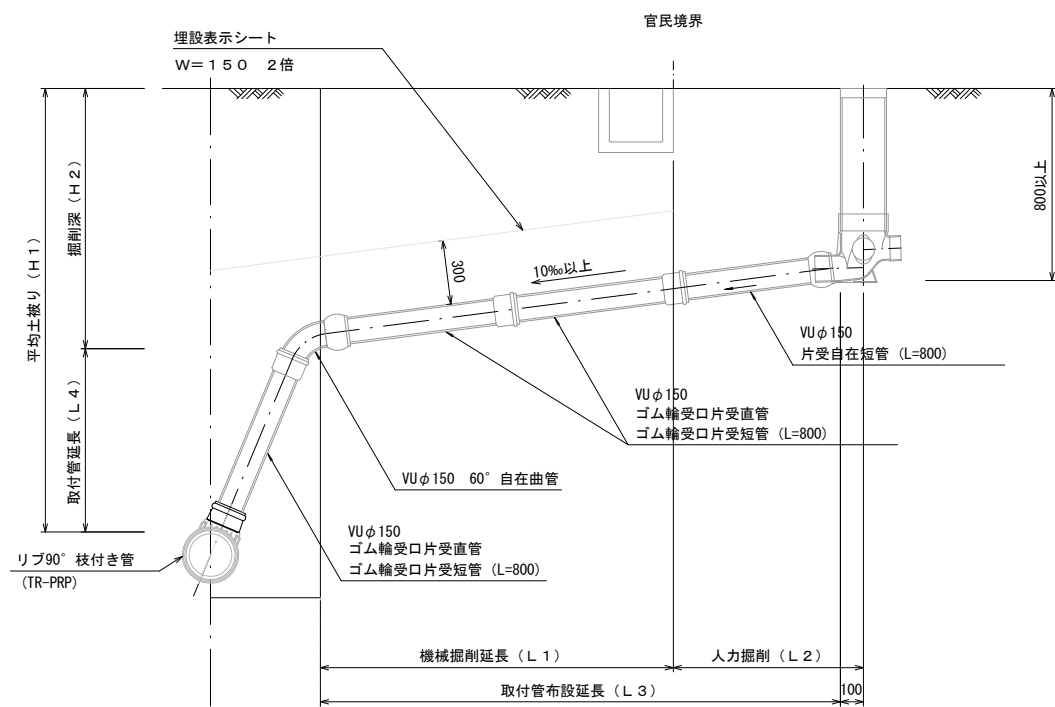 官民境界
埋設表示シート
W=150 2倍
平均土被り(H1)
掘削深(H2)
取付管延長(L4)
800以上
300
10‰以上
VUφ150
片受自在短管(L=800)
VUφ150
ゴム輪受口片受直管
ゴム輪受口片受短管(L=800)
VUφ150 60°自在曲管
VUφ150
ゴム輪受口片受直管
ゴム輪受口片受短管(L=800)
リブ90°枝付き管
(TR-PRP)
機械掘削延長(L1)
人力掘削(L2)
取付管布設延長(L3)
100